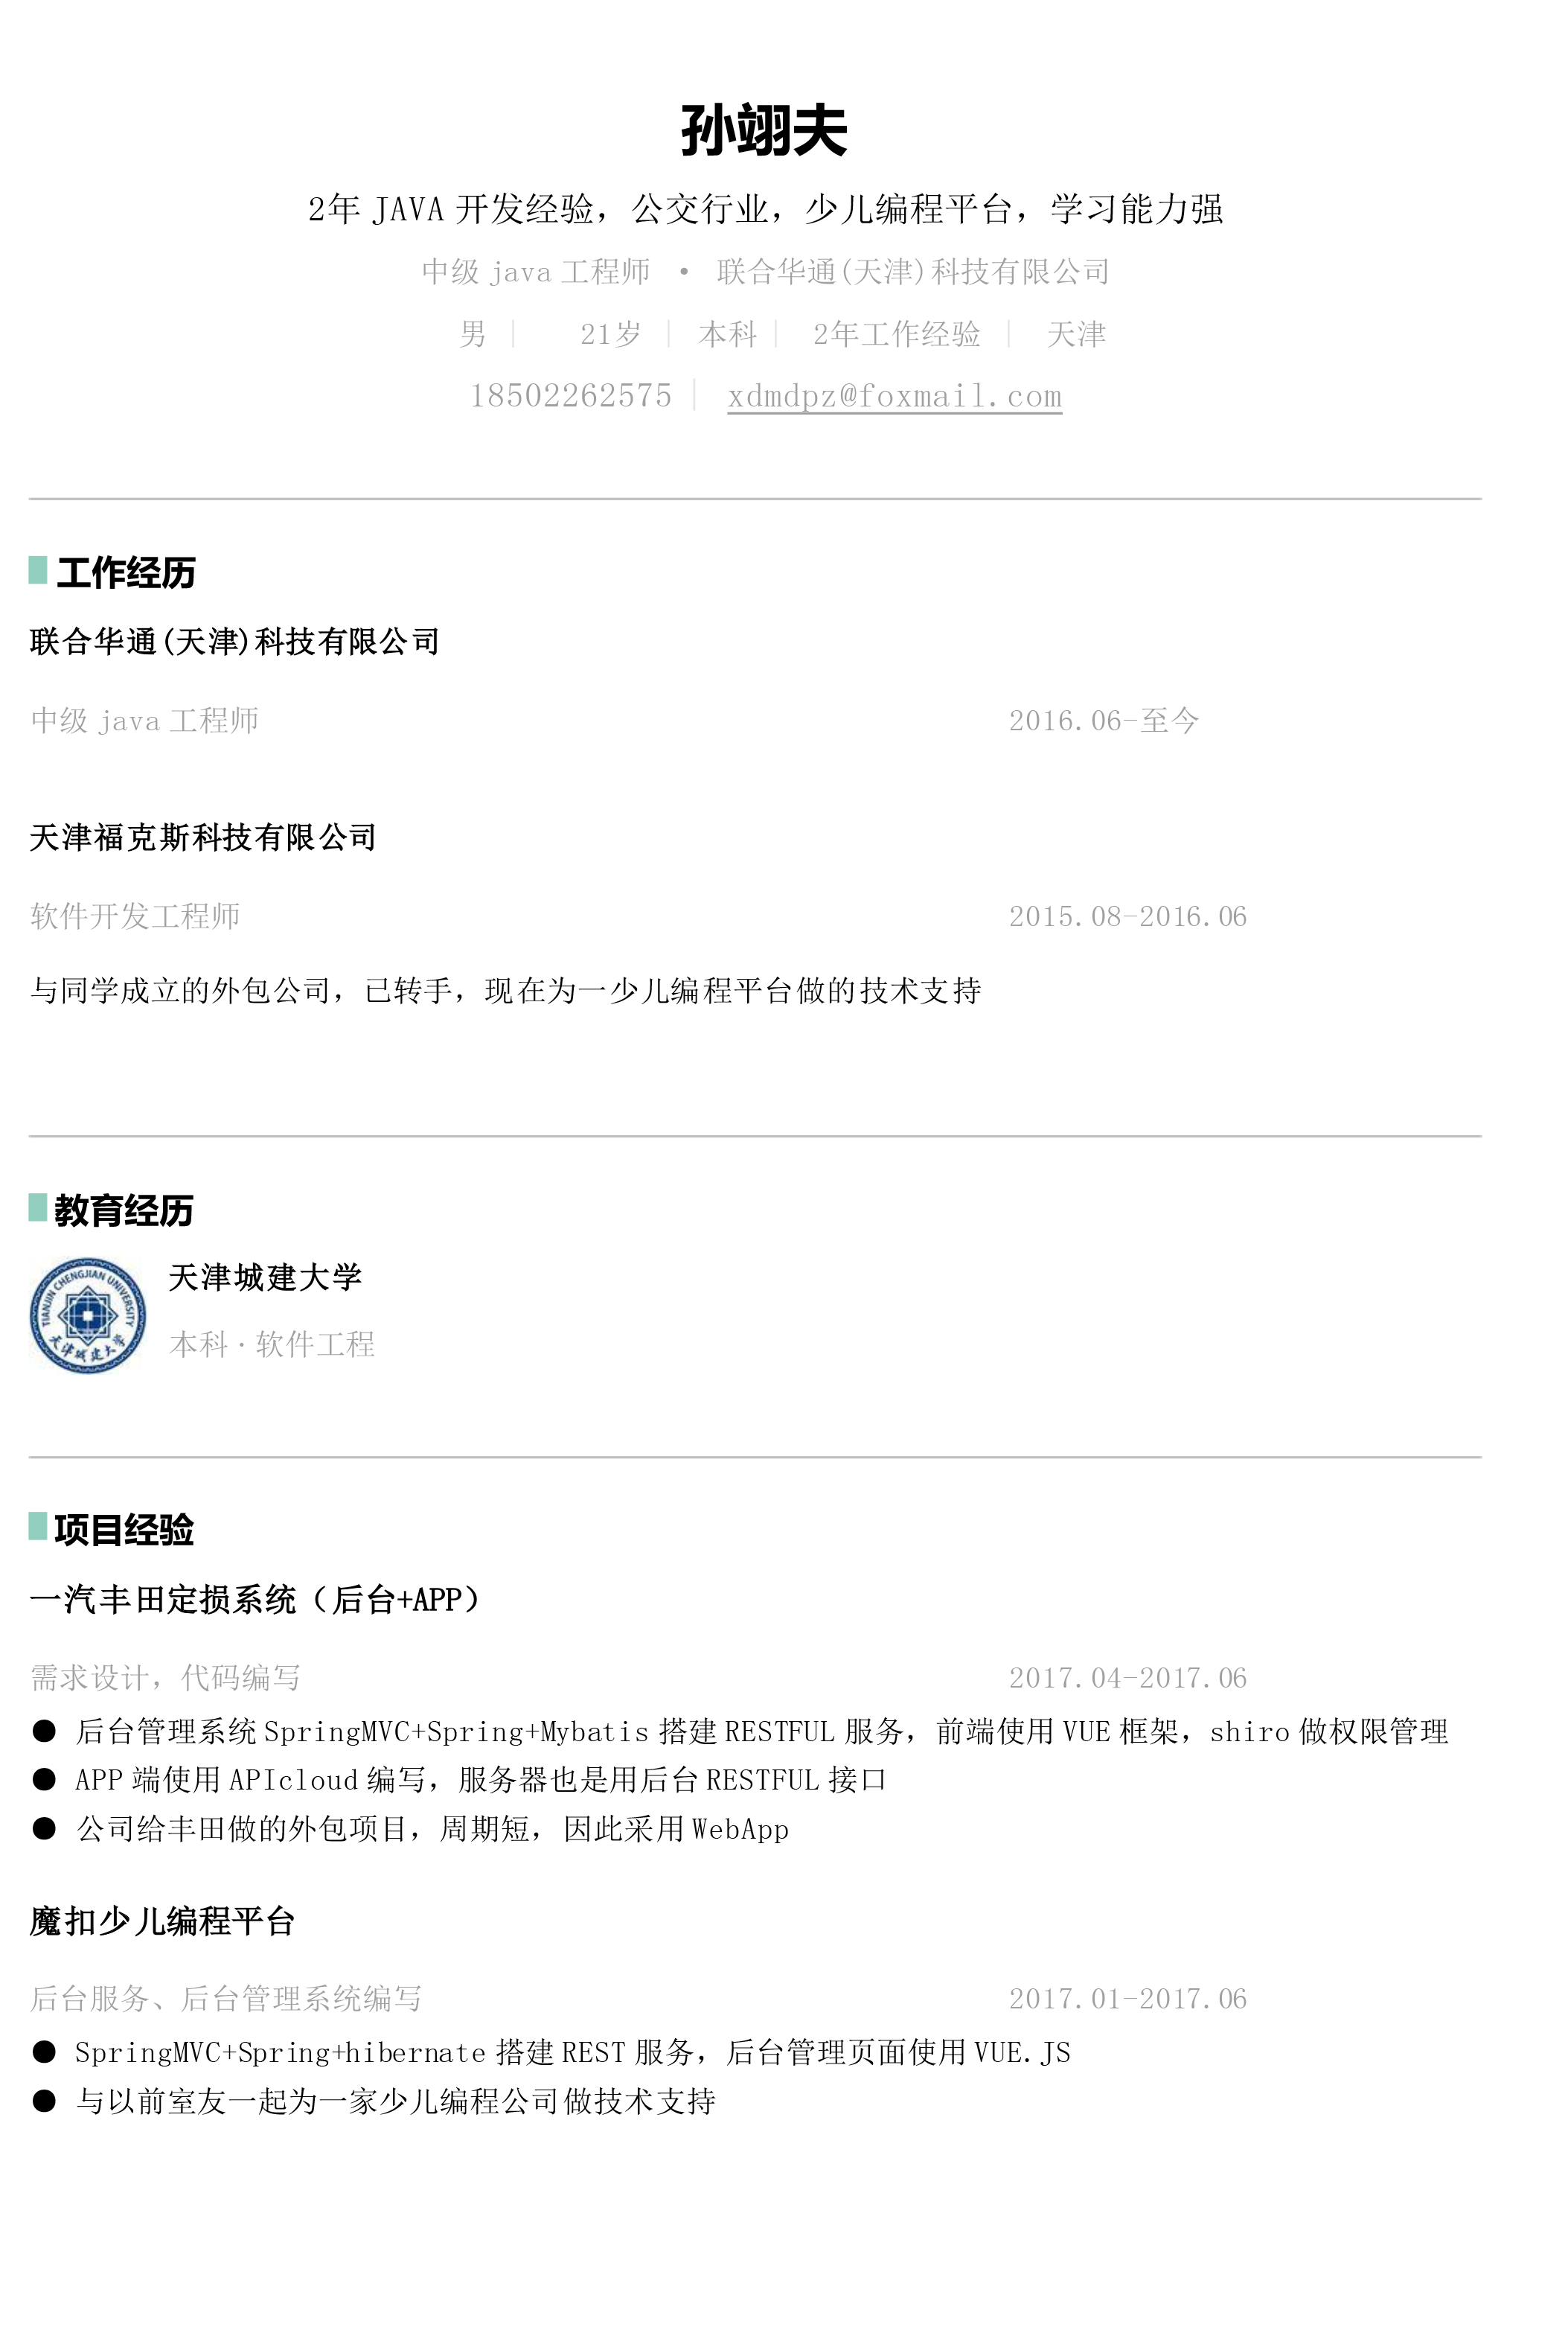 孙翊夫
2年 JAVA 开发经验，公交行业，少儿编程平台，学习能力强
中级 java 工程师 · 联合华通(天津)科技有限公司
男 | 21岁 | 本科 | 2年工作经验 | 天津
18502262575 | xdmdpz@foxmail.com
工作经历
联合华通(天津)科技有限公司
中级 java 工程师 2016.06-至今
天津福克斯科技有限公司
软件开发工程师 2015.08-2016.06
与同学成立的外包公司，已转手，现在为一少儿编程平台做的技术支持
教育经历
TIANJIN CHENGJIAN UNIVERSITY
天津城建大学
天津城建大学
本科 · 软件工程
项目经验
一汽丰田定损系统（后台+APP）
需求设计，代码编写 2017.04-2017.06
● 后台管理系统 SpringMVC+Spring+Mybatis 搭建 RESTFUL 服务，前端使用 VUE 框架，shiro 做权限管理
● APP 端使用 APIcloud 编写，服务器也是用后台 RESTFUL 接口
● 公司给丰田做的外包项目，周期短，因此采用 WebApp
魔扣少儿编程平台
后台服务、后台管理系统编写 2017.01-2017.06
● SpringMVC+Spring+hibernate 搭建 REST 服务，后台管理页面使用 VUE.JS
● 与以前室友一起为一家少儿编程公司做技术支持